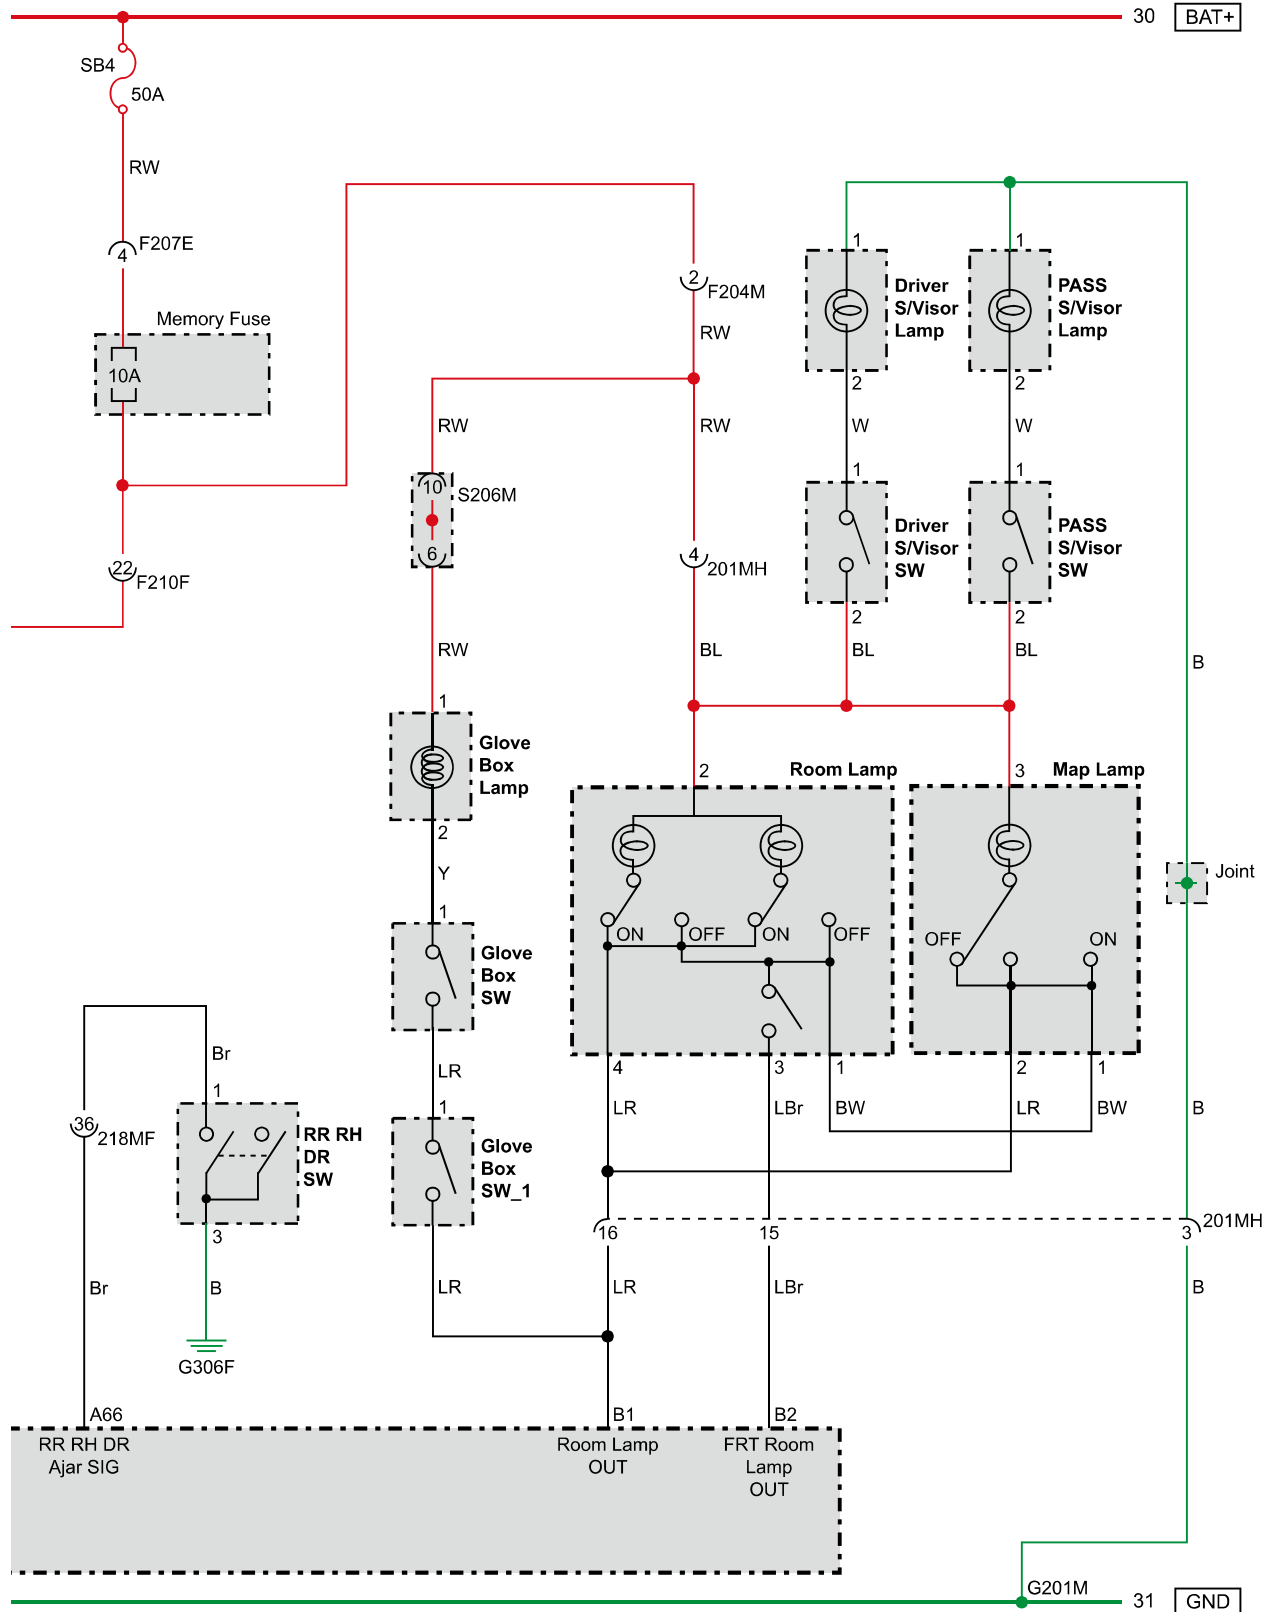 30 BAT+
SB4
50A
RW
F207E
4
Memory Fuse
10A
22
F210F
2
F204M
RW
RW
RW
10
S206M
6
4
201MH
RW
BL
1
1
Driver
S/Visor
Lamp
PASS
S/Visor
Lamp
2
2
W
W
1
1
Driver
S/Visor
SW
PASS
S/Visor
SW
2
2
BL
BL
B
1
Glove
Box
Lamp
2
Y
1
Glove
Box
SW
LR
1
Glove
Box
SW_1
LR
2
Room Lamp
3
Map Lamp
ON
OFF
ON
OFF
OFF
ON
Joint
4
3
1
2
1
LR
LBr
BW
LR
BW
B
16
15
3
201MH
LR
LBr
B
Br
1
36
218MF
RR RH
DR
SW
3
Br
B
G306F
A66
B1
B2
RR RH DR
Ajar SIG
Room Lamp
OUT
FRT Room
Lamp
OUT
G201M
31 GND